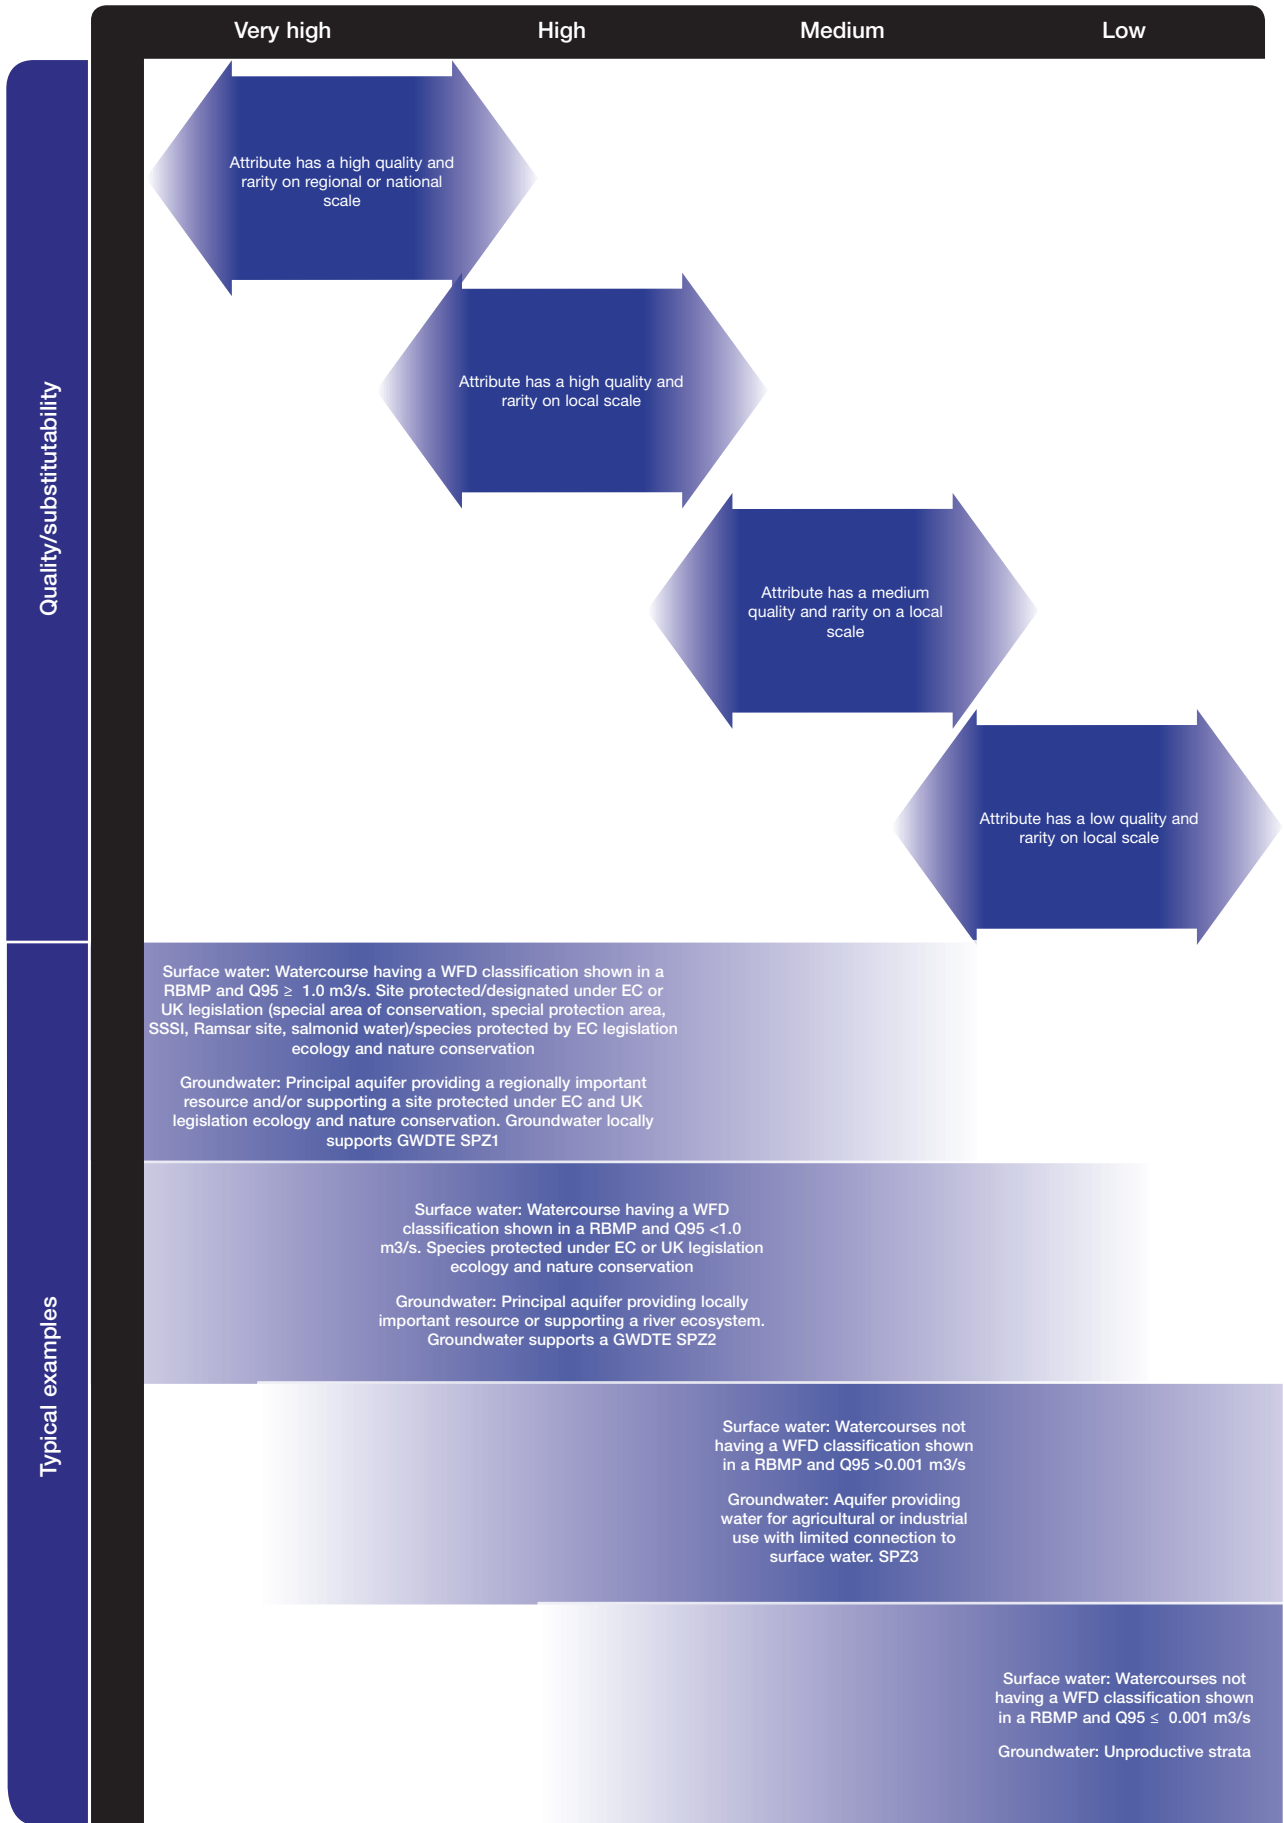 Very high
High
Medium
Low
Quality/substitutability
Attribute has a high quality and
rarity on regional or national
scale
Attribute has a high quality and
rarity on local scale
Attribute has a medium
quality and rarity on a local
scale
Attribute has a low quality and
rarity on local scale
Typical examples
Surface water: Watercourse having a WFD classification shown in a
RBMP and Q95 ≥ 1.0 m3/s. Site protected/designated under EC or
UK legislation (special area of conservation, special protection area,
SSSI, Ramsar site, salmonid water)/species protected by EC legislation
ecology and nature conservation
Groundwater: Principal aquifer providing a regionally important
resource and/or supporting a site protected under EC and UK
legislation ecology and nature conservation. Groundwater locally
supports GWDTE SPZ1
Surface water: Watercourse having a WFD
classification shown in a RBMP and Q95 <1.0
m3/s. Species protected under EC or UK legislation
ecology and nature conservation
Groundwater: Principal aquifer providing locally
important resource or supporting a river ecosystem.
Groundwater supports a GWDTE SPZ2
Surface water: Watercourses not
having a WFD classification shown
in a RBMP and Q95 >0.001 m3/s
Groundwater: Aquifer providing
water for agricultural or industrial
use with limited connection to
surface water. SPZ3
Surface water: Watercourses not
having a WFD classification shown
in a RBMP and Q95 ≤ 0.001 m3/s
Groundwater: Unproductive strata